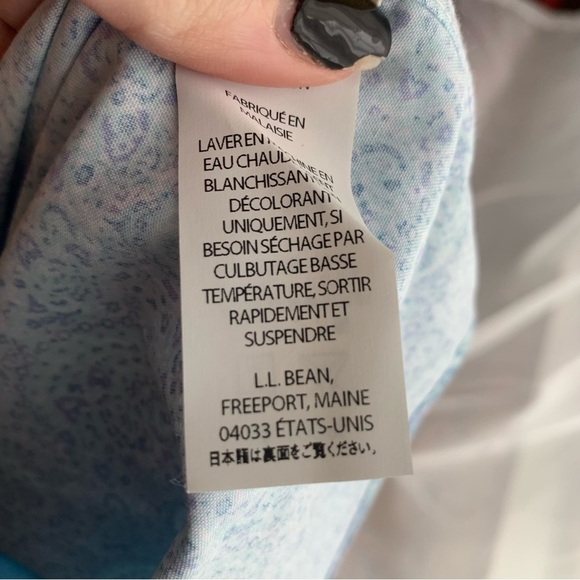 FABRIQUÉ EN
MALAISIE
LAVER EN
EAU CHAUDE
BLANCHISSANT
DÉCOLORANT
UNIQUEMENT, SI
BESOIN SÉCHAGE PAR
CULBUTAGE BASSE
TEMPÉRATURE, SORTIR
RAPIDEMENT ET
SUSPENDRE
L.L. BEAN,
FREEPORT, MAINE
04033 ÉTATS-UNIS
日本語は裏面をご覧ください。